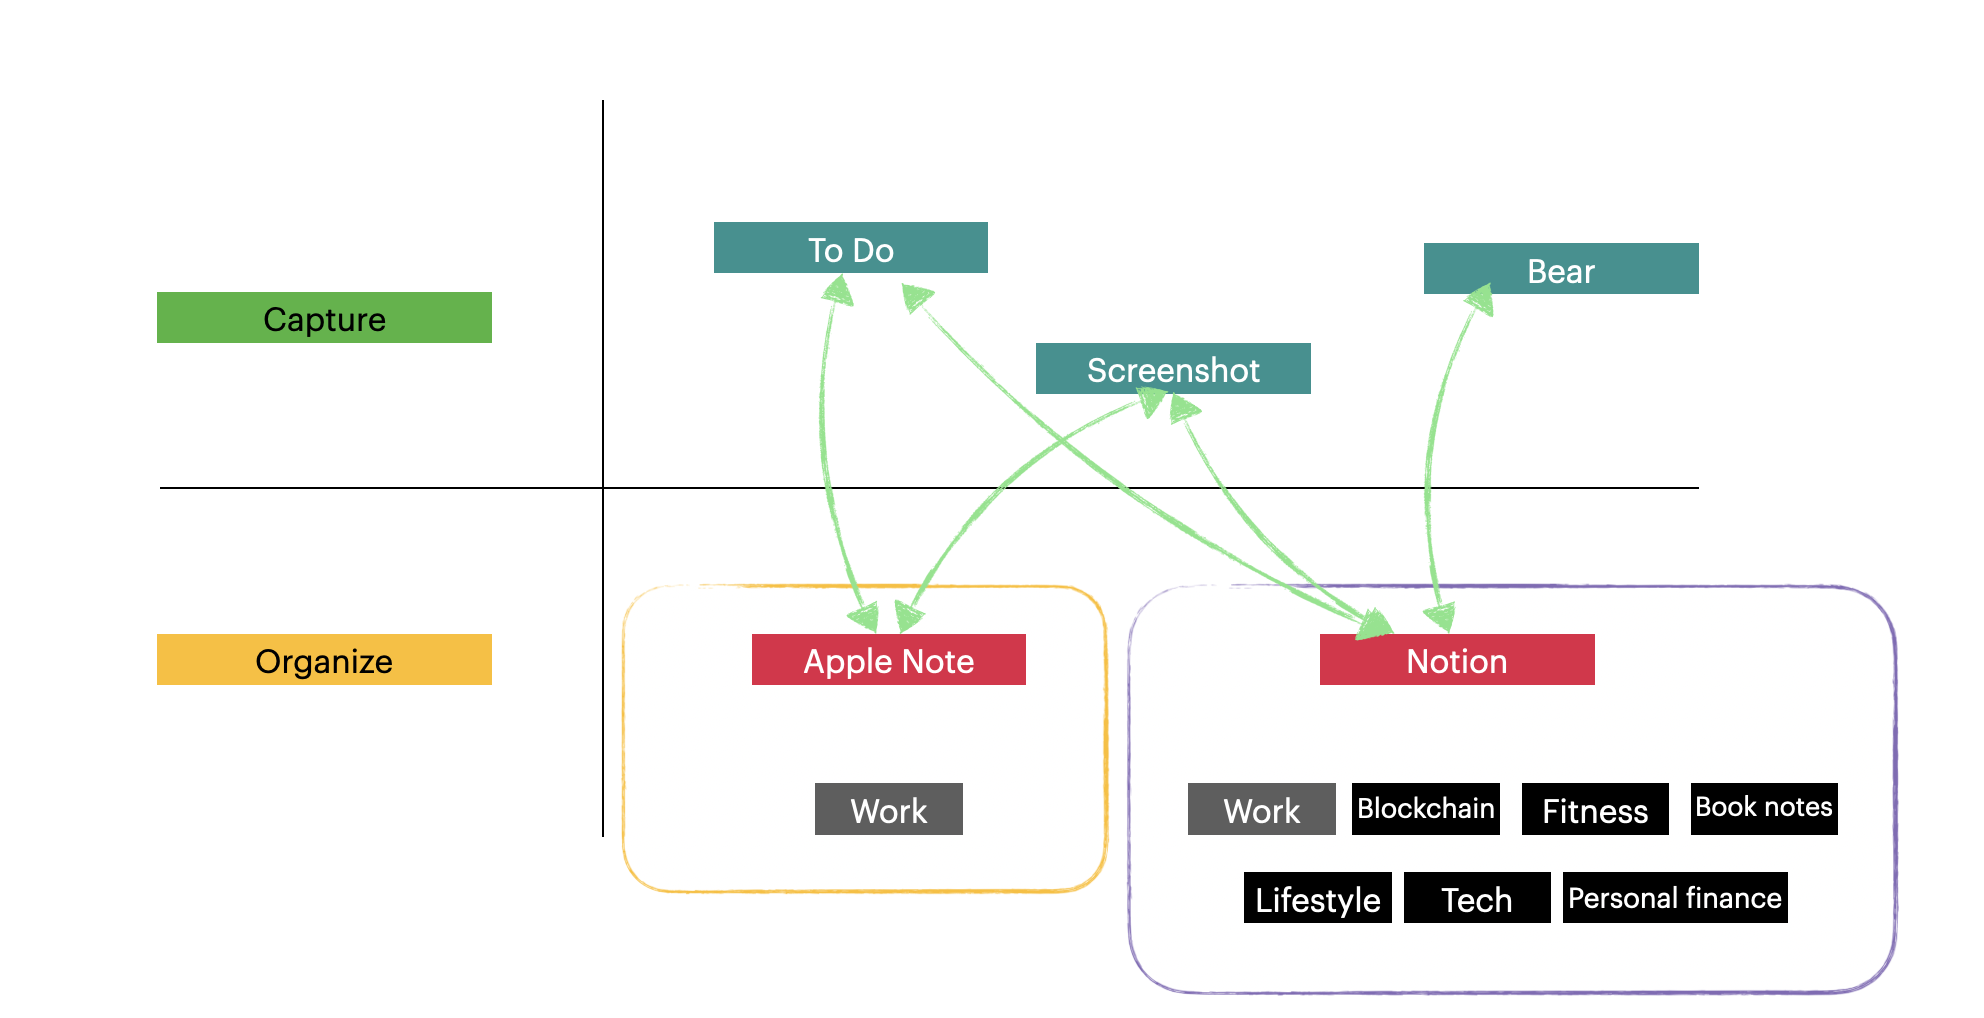 To Do
Bear
Capture
Screenshot
Organize
Apple Note
Notion
Work
Work
Blockchain
Fitness
Book notes
Lifestyle
Tech
Personal finance